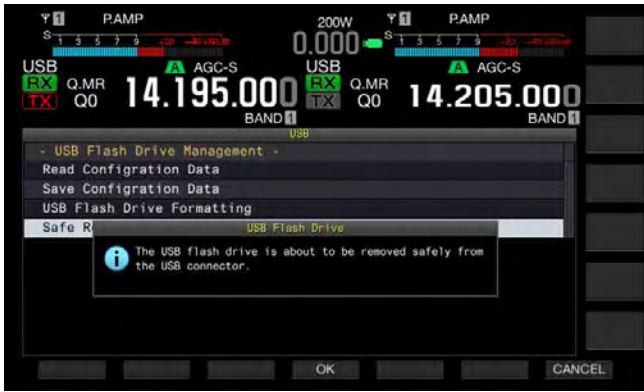 1 P.AMP 200W 1 P.AMP
S 1 3 5 7 9 +20 +40 +60dB 0.000 S 1 3 5 7 9
USB AGC-S USB AGC-S
A A
RX Q.MR 14.195.000 RX Q.MR 14.205.000
TX Q0 TX Q0
BAND 1 BAND 1
USB
- USB Flash Drive Management -
Read Configration Data
Save Configration Data
USB Flash Drive Formatting
Safe R
USB Flash Drive
i The USB flash drive is about to be removed safely from
the USB connector.
OK CANCEL